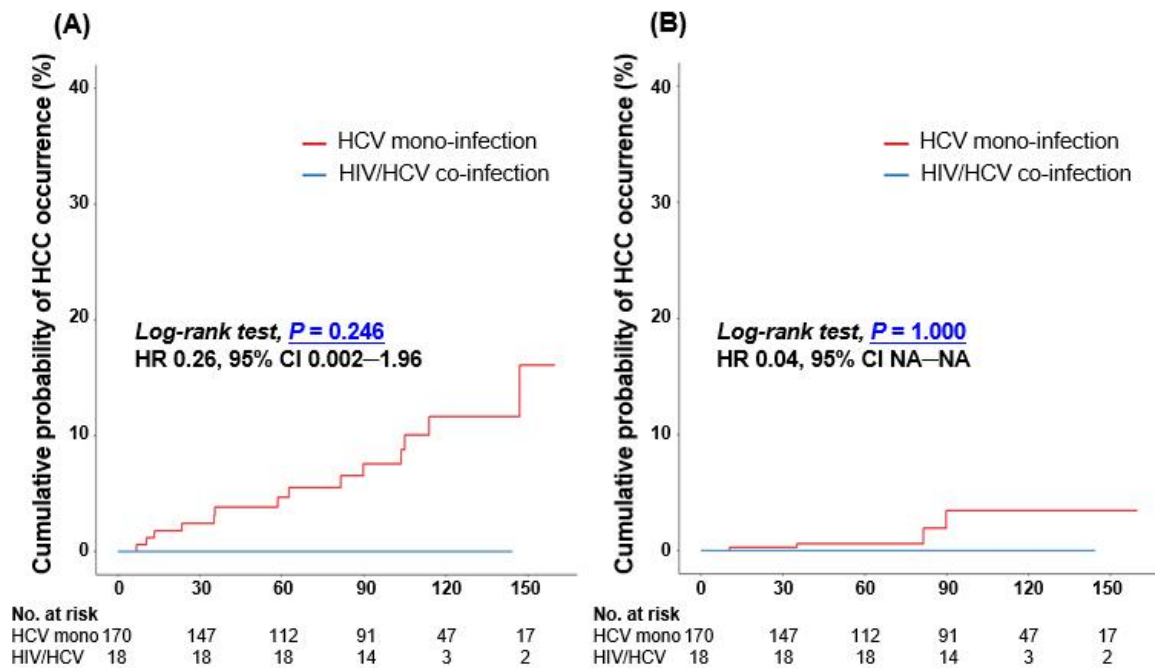 (A)
Cumulative probability of HCC occurrence (%)
40
30
20
10
0
HCV mono-infection
HIV/HCV co-infection
Log-rank test, P = 0.246
HR 0.26, 95% CI 0.002—1.96
0 30 60 90 120 150
No. at risk
HCV mono 170 147 112 91 47 17
HIV/HCV 18 18 18 14 3 2
(B)
Cumulative probability of HCC occurrence (%)
40
30
20
10
0
HCV mono-infection
HIV/HCV co-infection
Log-rank test, P = 1.000
HR 0.04, 95% CI NA—NA
0 30 60 90 120 150
No. at risk
HCV mono 170 147 112 91 47 17
HIV/HCV 18 18 18 14 3 2